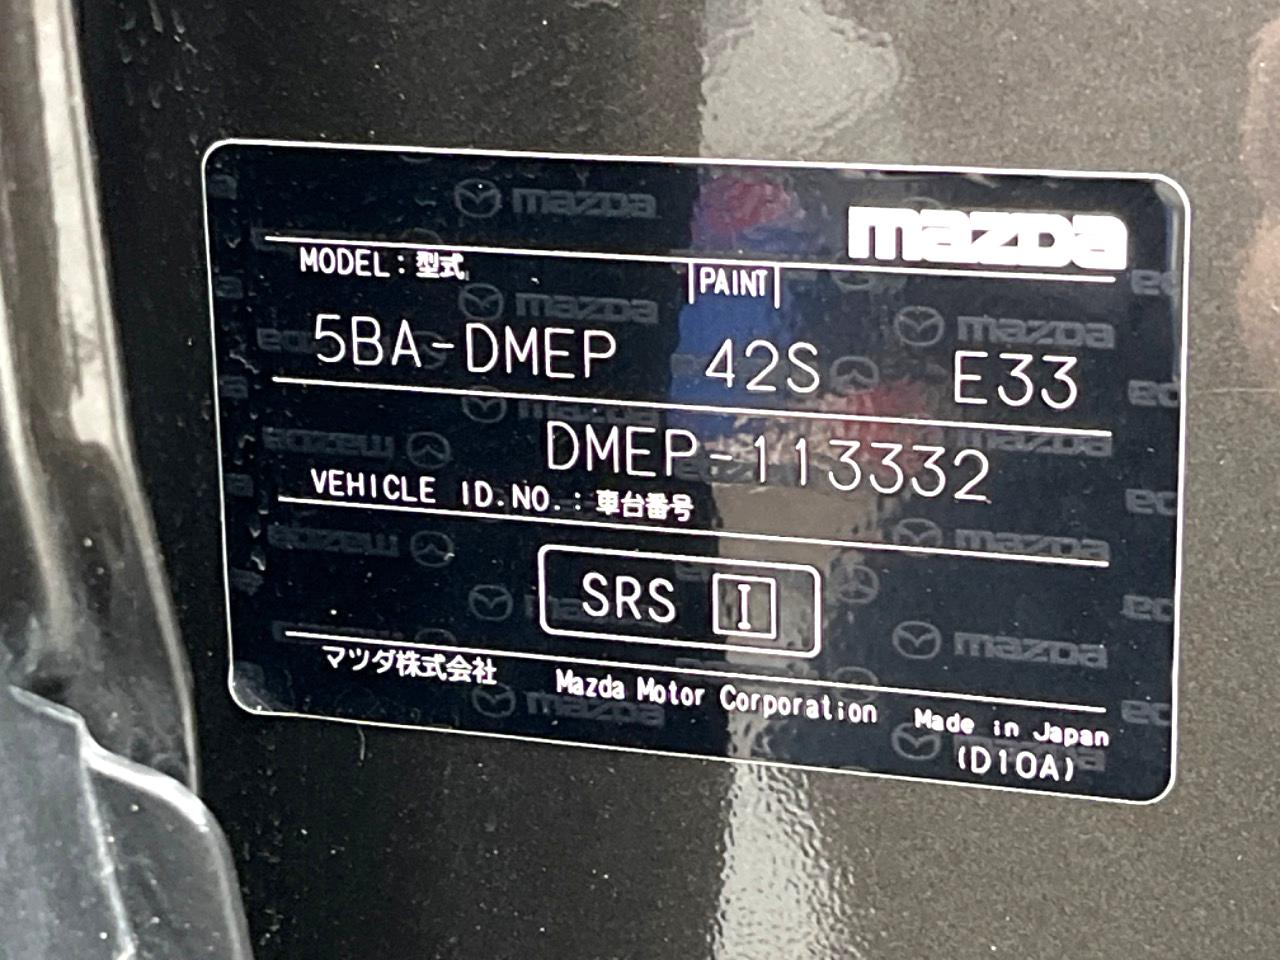 mazda
MODEL：型式 PAINT
5BA-DMEP 42S E33
DMEP-113332
VEHICLE ID.NO.：車台番号
SRS I
マツダ株式会社 Mazda Motor Corporation Made in Japan
(D10A)